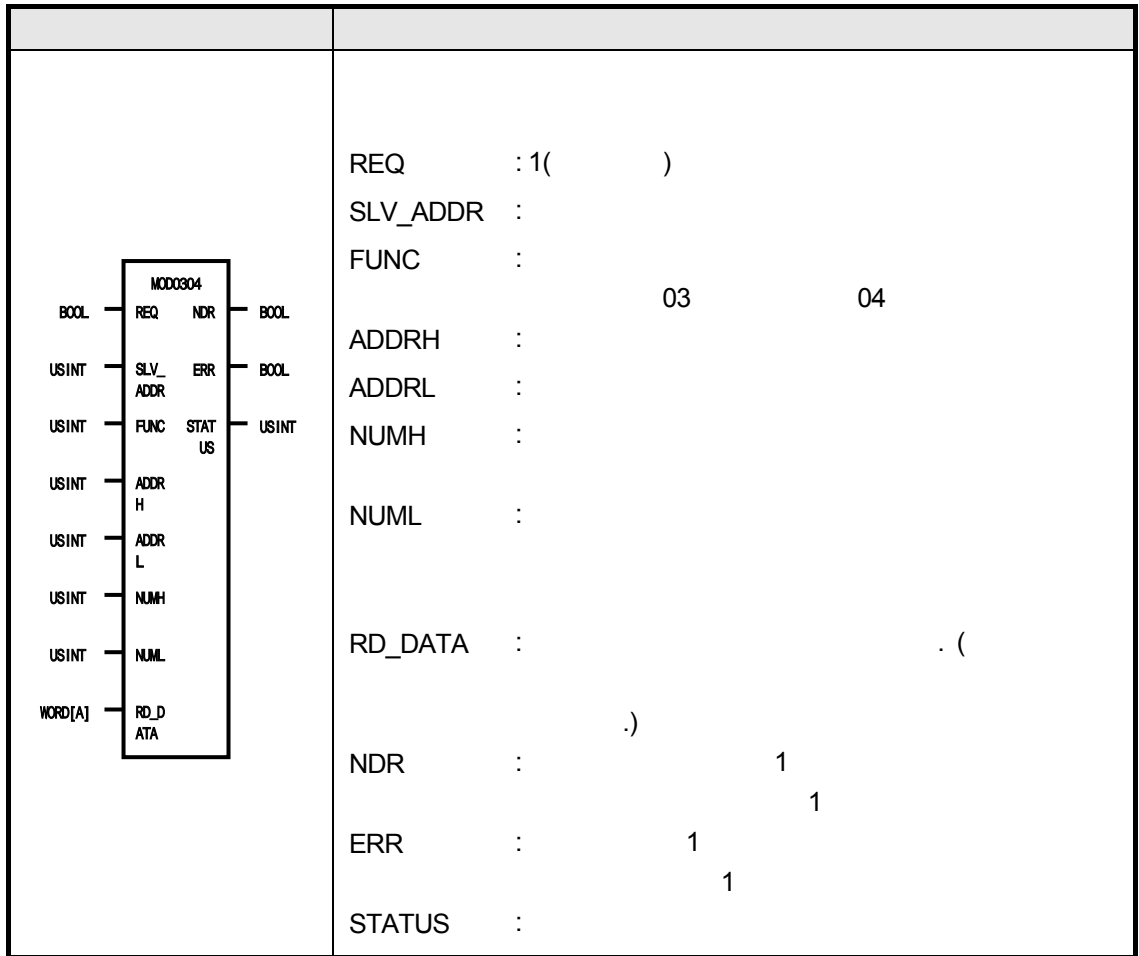 MOD0304
BOOL REQ NDR BOOL
USINT SLV_ ERR BOOL
ADDR
USINT FUNC STAT USINT
US
USINT ADDR
H
USINT ADDR
L
USINT NUMH
USINT NUML
WORD[A] RD_D
ATA
REQ : 1( )
SLV_ADDR :
FUNC :
03 04
ADDRH :
ADDRL :
NUMH :
NUML :
RD_DATA : . (
.)
NDR : 1
1
ERR : 1
1
STATUS :